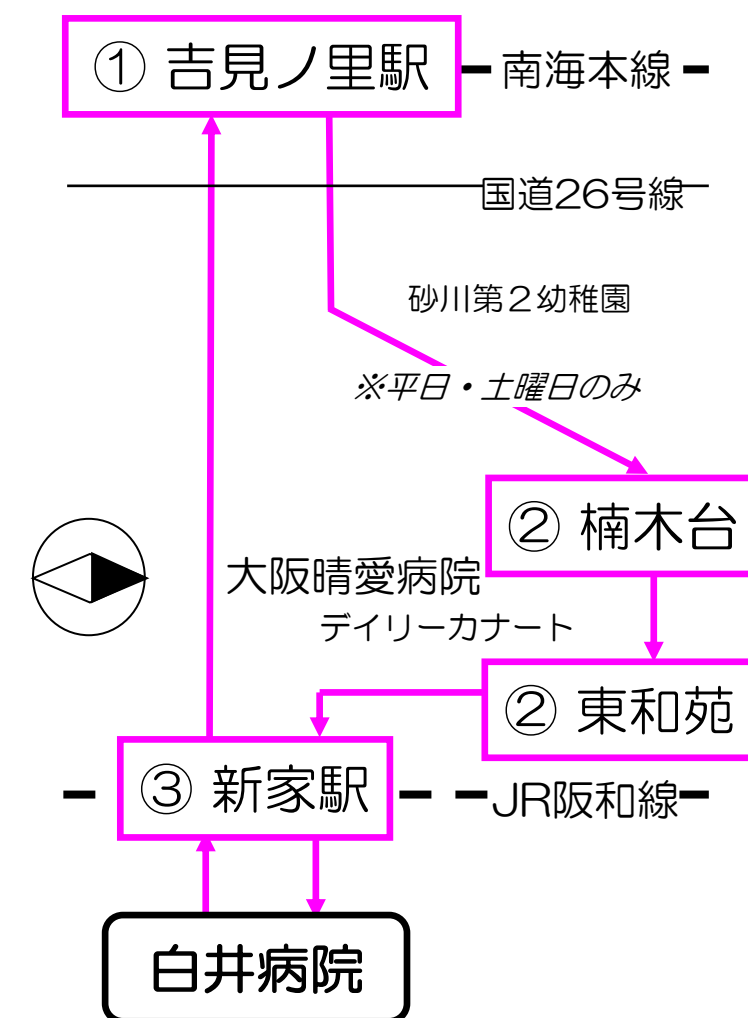 ① 吉見ノ里駅
南海本線
国道26号線
砂川第2幼稚園
※平日・土曜日のみ
② 楠木台
大阪晴愛病院
デイリーカナート
② 東和苑
③ 新家駅
JR阪和線
白井病院